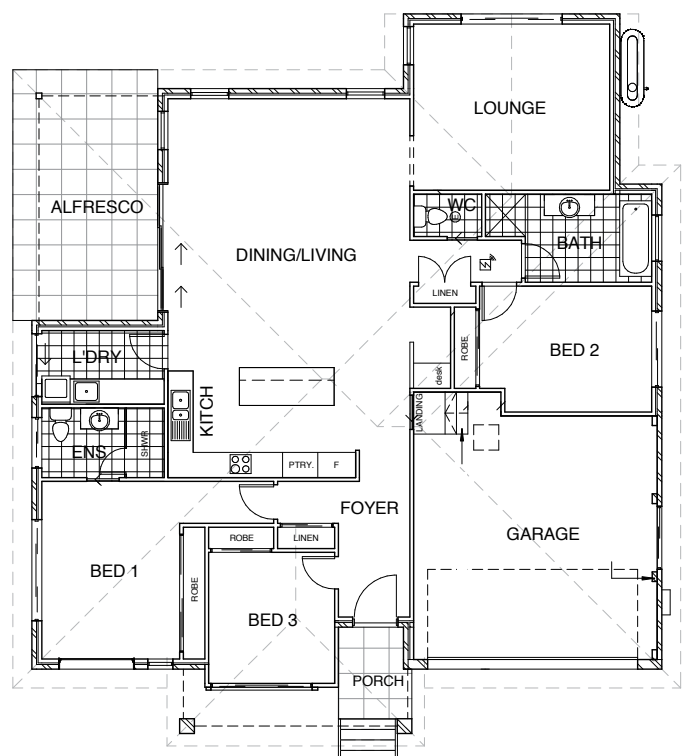 LOUNGE
ALFRESCO
WC
DINING/LIVING
BATH
LINEN
L'DRY
ROBE
BED 2
desk
KITCH
LANDING
ENS
SHWR
PTRY.
F
FOYER
GARAGE
ROBE
LINEN
BED 1
ROBE
BED 3
PORCH